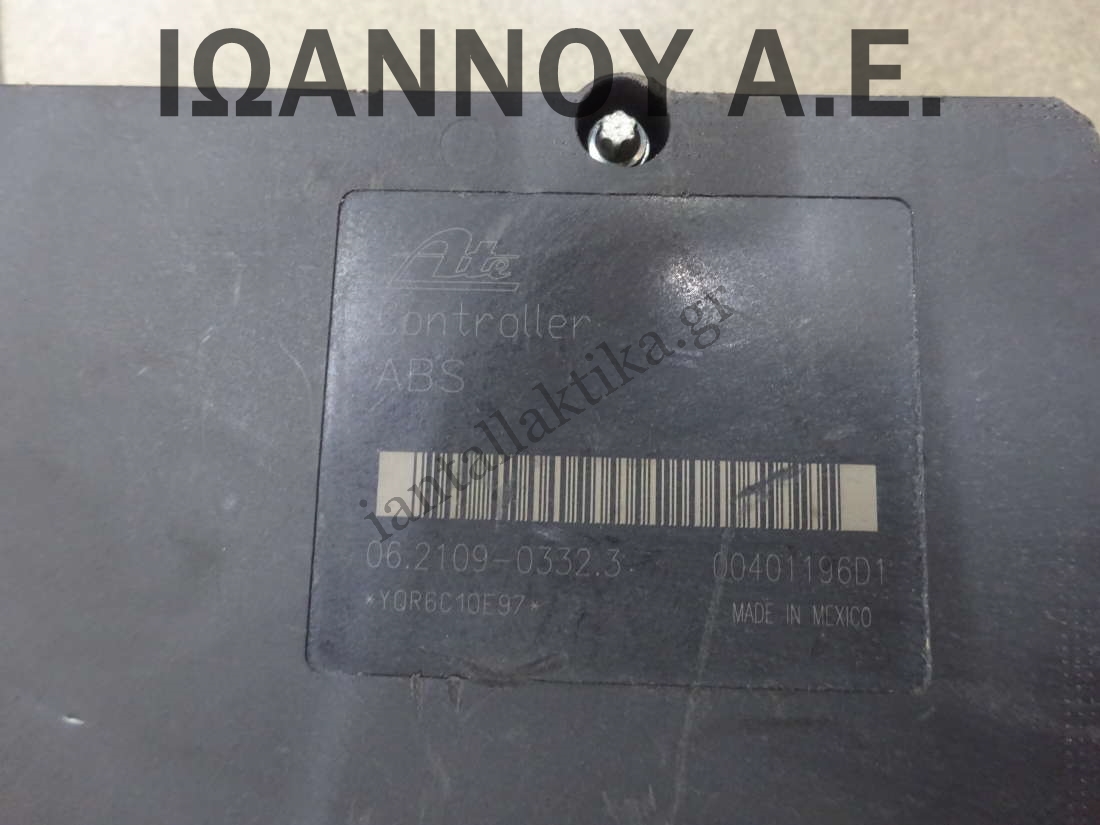 ΙΩΑΝΝΟΥ Α.Ε.
Ate
Controller
ABS
iantallaktika.gr
06.2109-0332.3
00401196D1
*YQR6C10E97*
MADE IN MEXICO